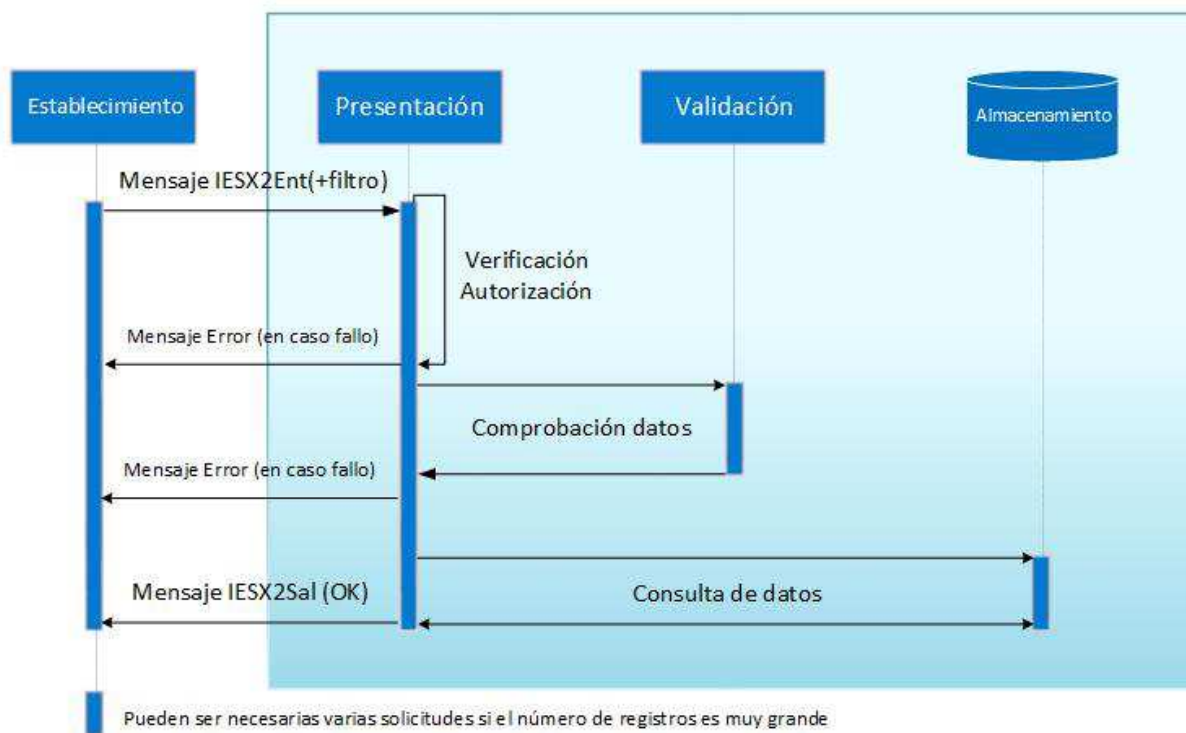 Establecimiento
Presentación
Validación
Almacenamiento
Mensaje IESX2Ent(+filtro)
Verificación
Autorización
Mensaje Error (en caso fallo)
Comprobación datos
Mensaje Error (en caso fallo)
Mensaje IESX2Sal (OK)
Consulta de datos
Pueden ser necesarias varias solicitudes si el número de registros es muy grande